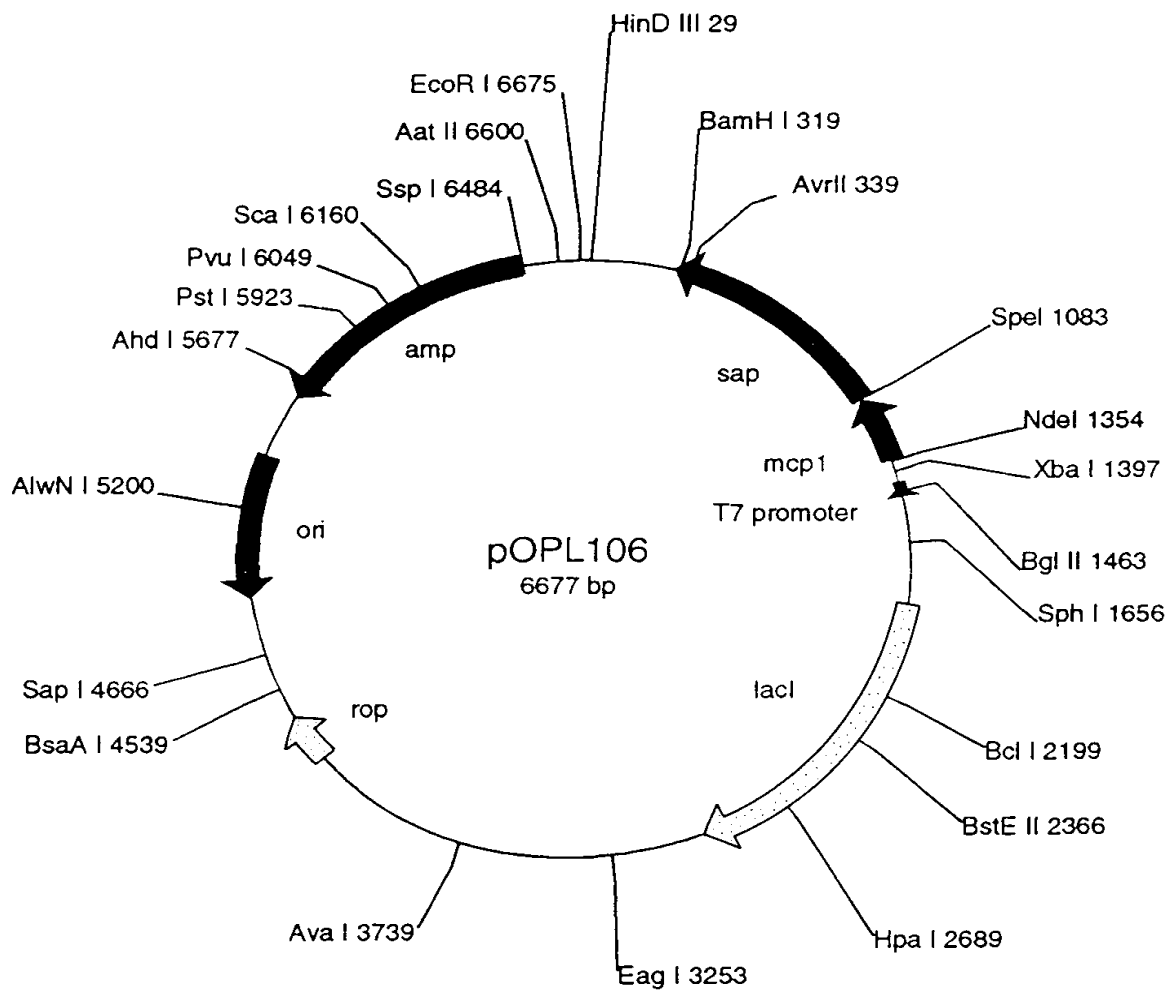 HinD III 29
EcoR I 6675
BamH I 319
Aat II 6600
AvrII 339
Ssp I 6484
Sca I 6160
Pvu I 6049
Pst I 5923
SpeI 1083
Ahd I 5677
amp
sap
NdeI 1354
mcp1
Xba I 1397
AlwN I 5200
T7 promoter
ori
pOPL106
Bgl II 1463
6677 bp
Sph I 1656
Sap I 4666
lacI
rop
BsaA I 4539
Bcl I 2199
BstE II 2366
Ava I 3739
Hpa I 2689
Eag I 3253